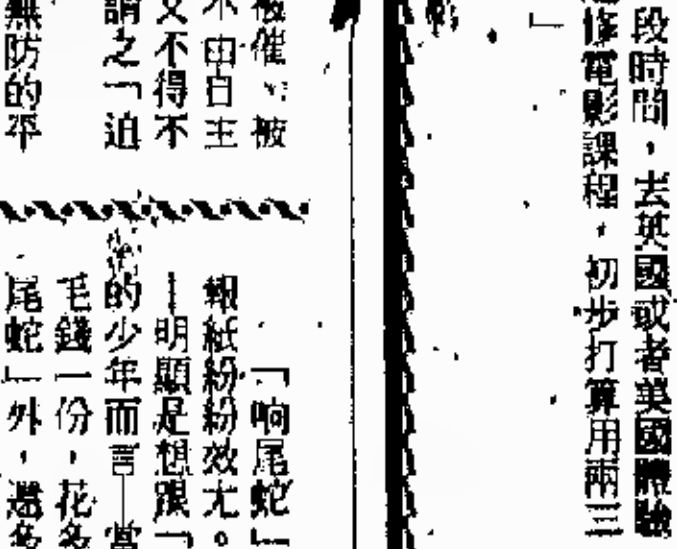 段時間，去英國或者美國體驗
修電影課程，初步打算用兩三
」
被催、被
不由自主
又不得不
謂之「迫
無防的平
「响尾蛇」
報紙紛紛效尤。
—明顯是想跟「
的少年而言—當
毛錢一份，花多
尾蛇」外，還多